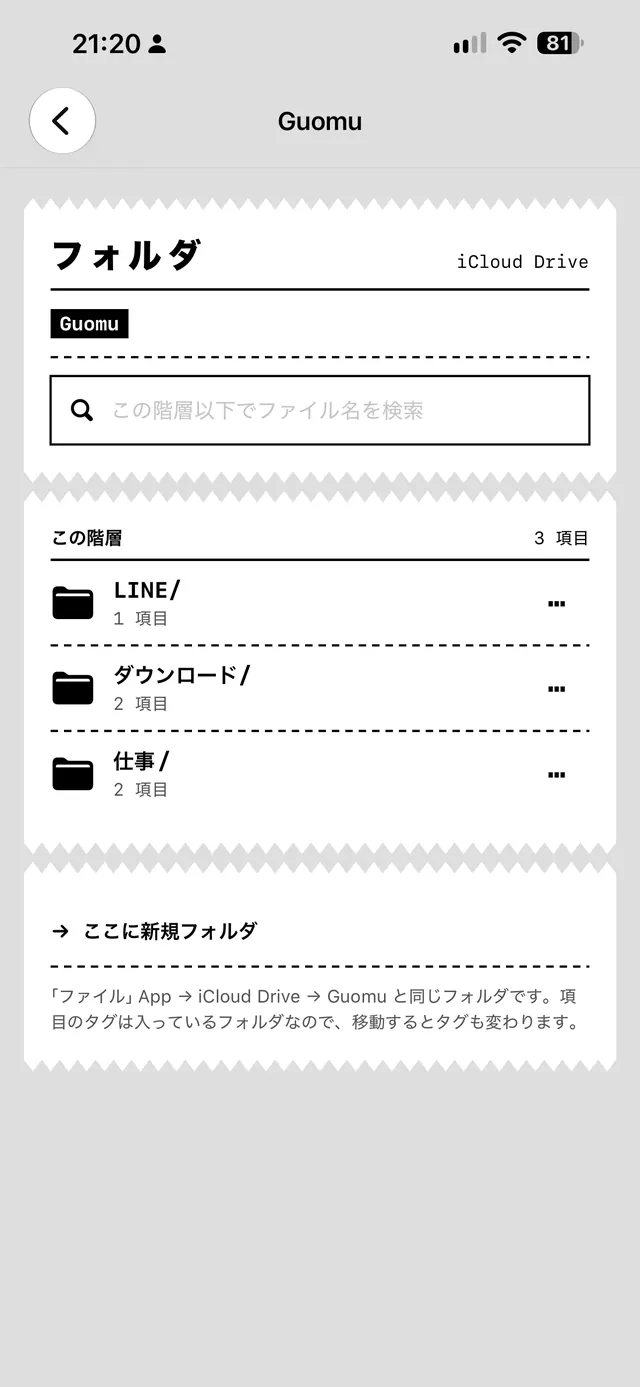 21:20
81
Guomu
フォルダ
iCloud Drive
Guomu
この階層以下でファイル名を検索
この階層
3 項目
LINE/
1 項目
ダウンロード/
2 項目
仕事/
2 項目
→ ここに新規フォルダ
「ファイル」App → iCloud Drive → Guomu と同じフォルダです。項
目のタグは入っているフォルダなので、移動するとタグも変わります。